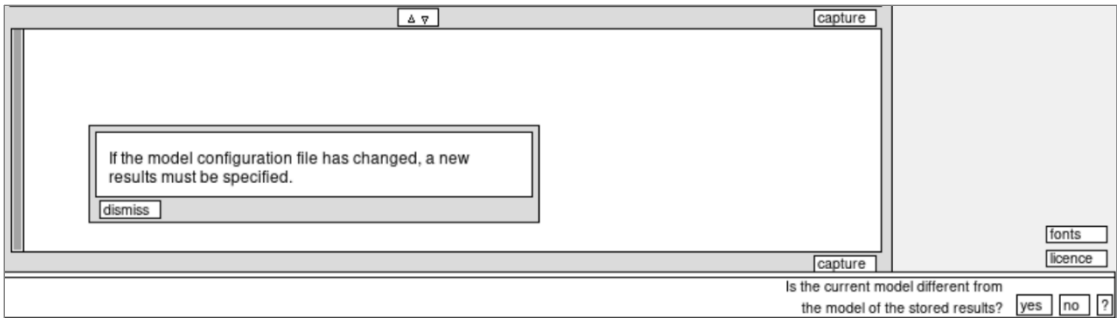 capture
If the model configuration file has changed, a new
results must be specified.
dismiss
fonts
licence
capture
Is the current model different from
the model of the stored results? yes no ?